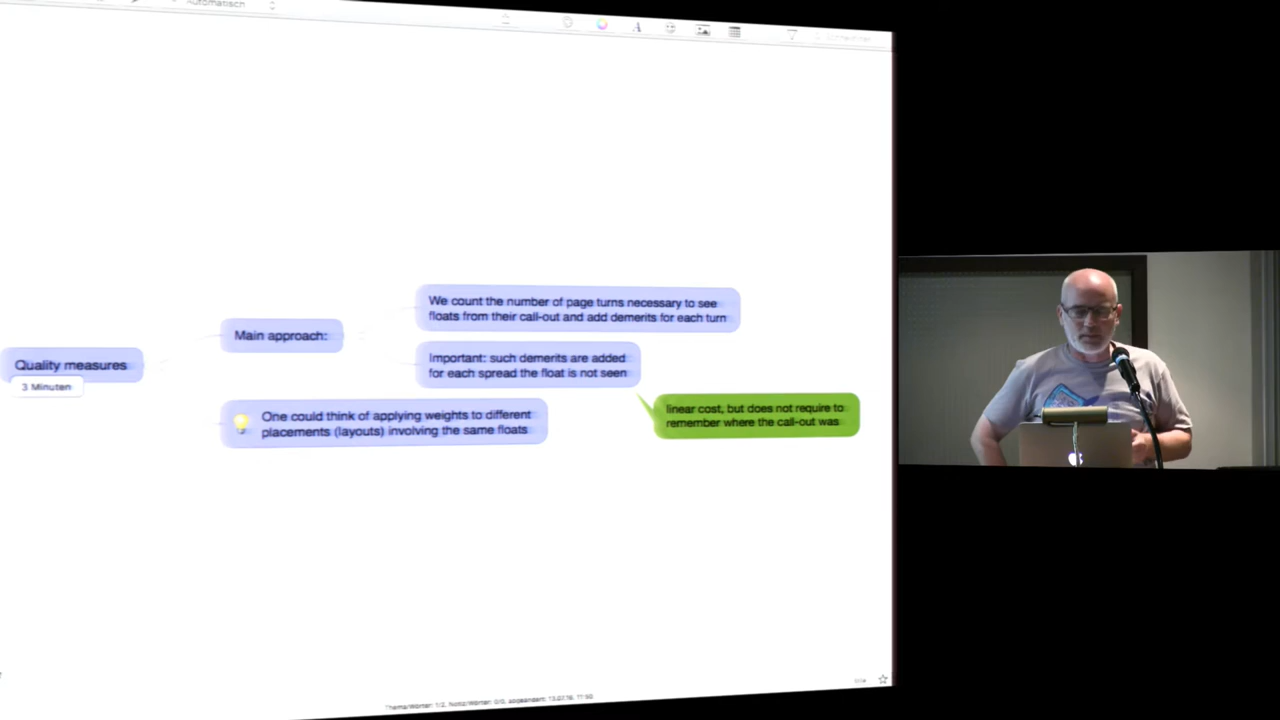 Automatisch
We count the number of page turns necessary to see
floats from their call-out and add demerits for each turn
Main approach:
Important: such demerits are added
for each spread the float is not seen
Quality measures
3 Minuten
linear cost, but does not require to
remember where the call-out was
One could think of applying weights to different
placements (layouts) involving the same floats